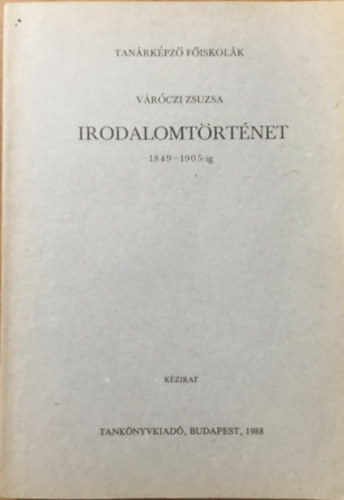 TANÁRKÉPZŐ FŐISKOLÁK
VÁRÓCZI ZSUZSA
IRODALOMTÖRTÉNET
1849—1905-ig
KÉZIRAT
TANKÖNYVKIADÓ, BUDAPEST, 1988